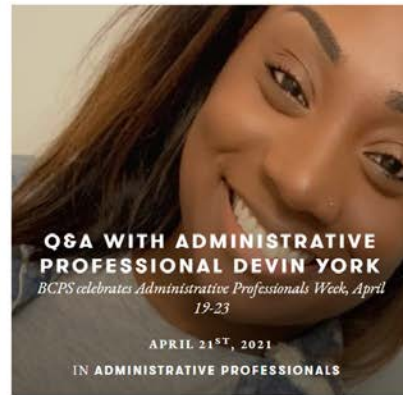 Q&A WITH ADMINISTRATIVE
PROFESSIONAL DEVIN YORK
BCPS celebrates Administrative Professionals Week, April
19-23
APRIL 21ST, 2021
IN ADMINISTRATIVE PROFESSIONALS